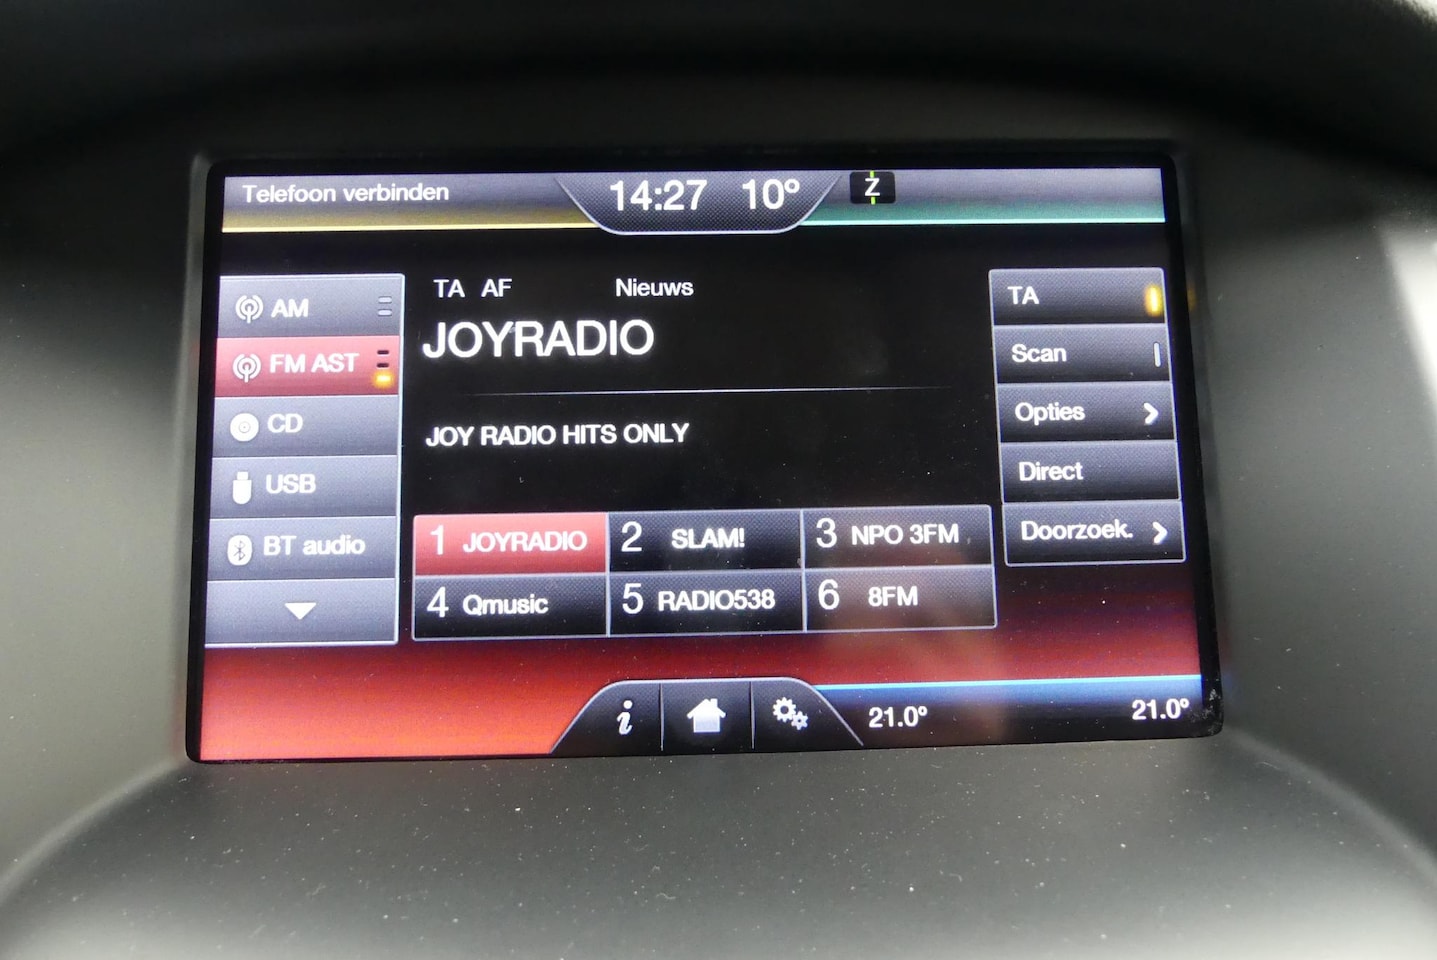 Telefoon verbinden 14:27 10° Z
TA AF Nieuws
JOYRADIO
JOY RADIO HITS ONLY
AM
FM AST
CD
USB
BT audio
1 JOYRADIO 2 SLAM! 3 NPO 3FM
4 Qmusic 5 RADIO538 6 8FM
TA
Scan
Opties
Direct
Doorzoek.
i 21.0° 21.0°